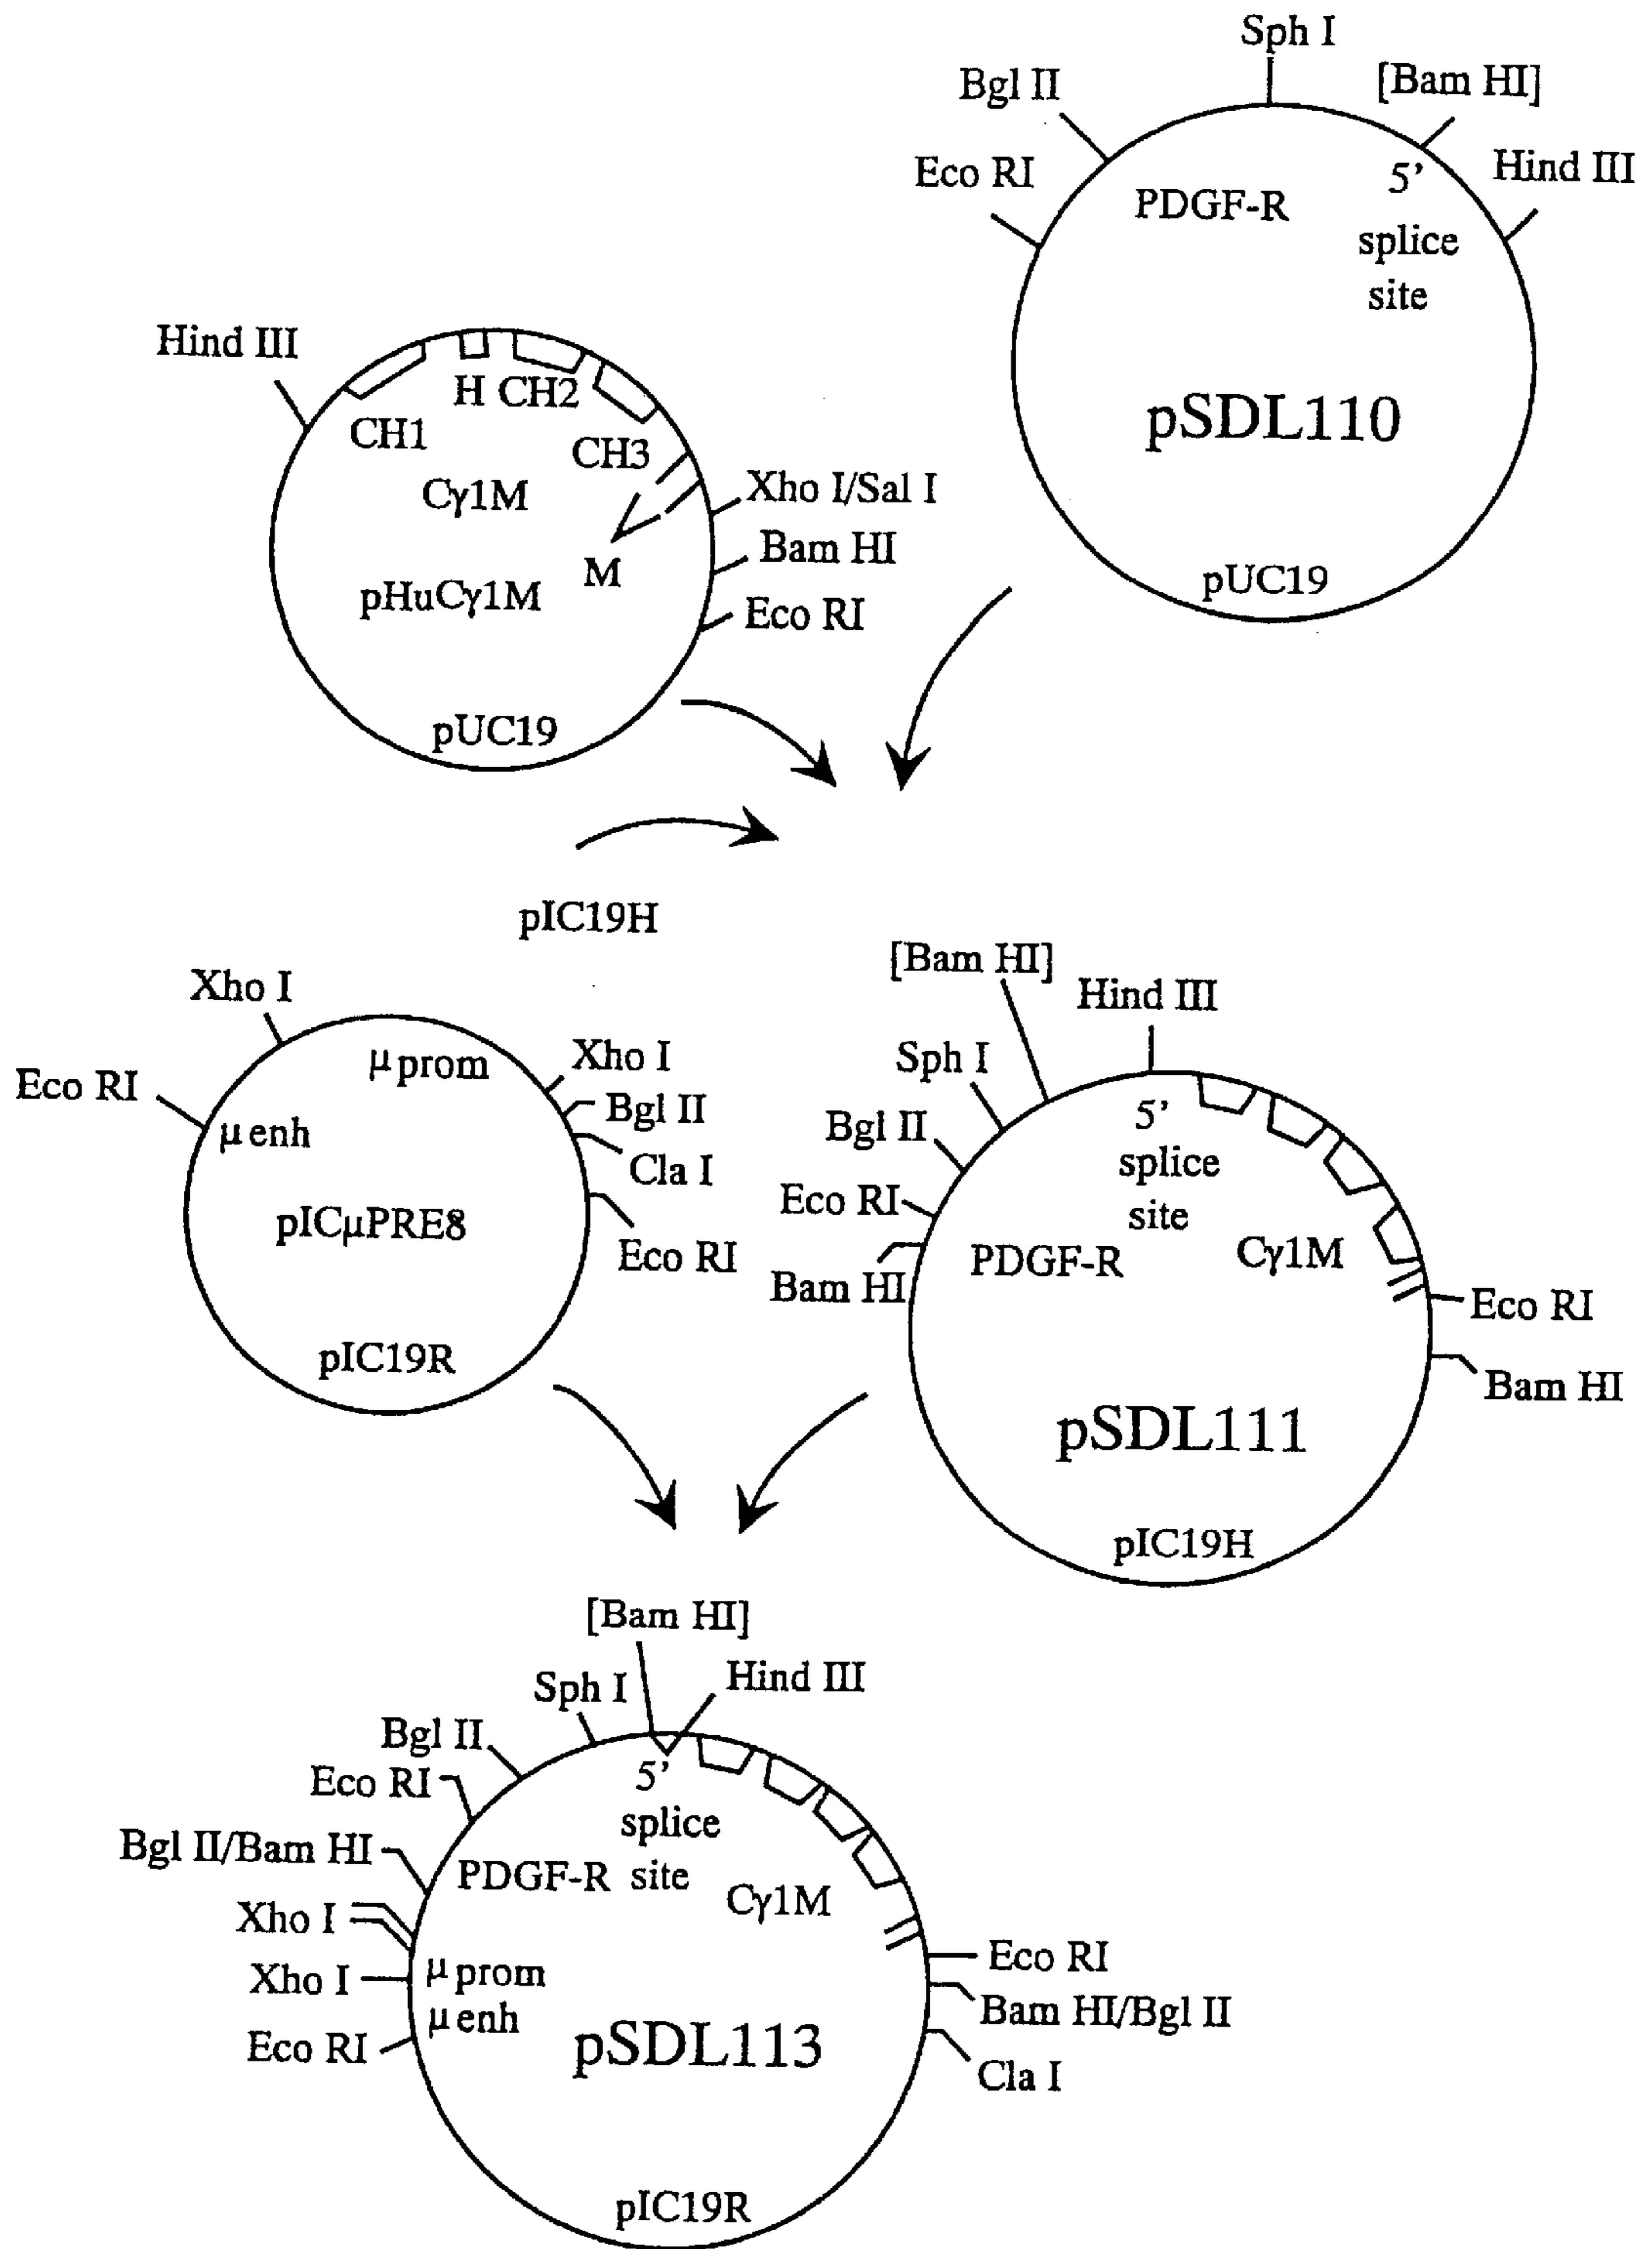 Sph I
Bgl II
[Bam HI]
Eco RI
Hind III
PDGF-R
5’
splice
site
pSDL110
pUC19
Hind III
H CH2
CH1
CH3
Cγ1M
Xho I/Sal I
M
Bam HI
pHuCγ1M
Eco RI
pUC19
pIC19H
Xho I
μ prom
Xho I
Eco RI
Bgl II
μ enh
Cla I
pICμPRE8
Eco RI
pIC19R
[Bam HI]
Hind III
Sph I
5’
Bgl II
splice
Eco RI
site
PDGF-R
Cγ1M
Bam HI
Eco RI
Bam HI
pSDL111
pIC19H
[Bam HI]
Sph I
Hind III
Bgl II
5’
Eco RI
splice
Bgl II/Bam HI
PDGF-R site
Cγ1M
Xho I
Eco RI
Xho I
μ prom
Bam HI/Bgl II
μ enh
pSDL113
Eco RI
Cla I
pIC19R